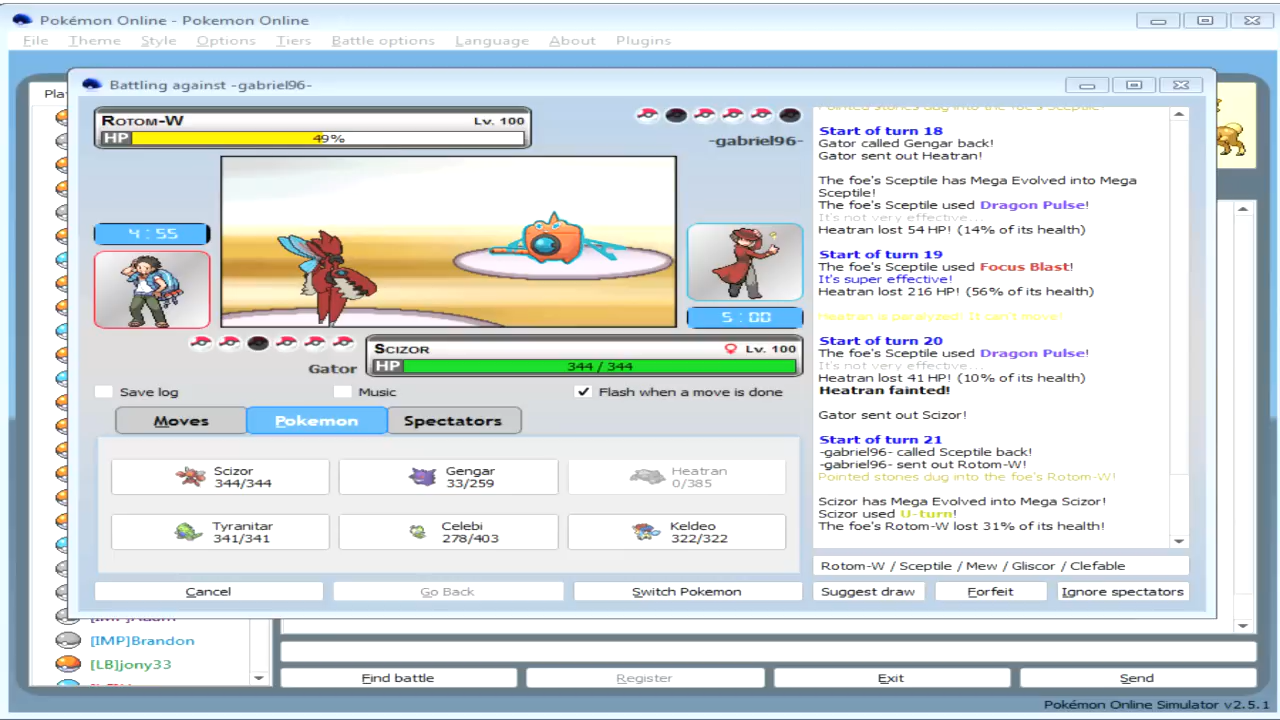 Pokémon Online - Pokemon Online
File Theme Style Options Tiers Battle options Language About Plugins
Battling against -gabriel96-
ROTOM-W Lv. 100
HP 49%
-gabriel96-
4:55
5:00
SCIZOR Lv. 100
HP 344 / 344
Gator
Save log Music Flash when a move is done
Moves Pokemon Spectators
Scizor
344/344
Gengar
33/259
Heatran
0/385
Tyranitar
341/341
Celebi
278/403
Keldeo
322/322
Cancel Go Back Switch Pokemon
Pointed stones dug into the foe's Sceptile!
Start of turn 18
Gator called Gengar back!
Gator sent out Heatran!
The foe's Sceptile has Mega Evolved into Mega
Sceptile!
The foe's Sceptile used Dragon Pulse!
It's not very effective...
Heatran lost 54 HP! (14% of its health)
Start of turn 19
The foe's Sceptile used Focus Blast!
It's super effective!
Heatran lost 216 HP! (56% of its health)
Heatran is paralyzed! It can't move!
Start of turn 20
The foe's Sceptile used Dragon Pulse!
It's not very effective...
Heatran lost 41 HP! (10% of its health)
Heatran fainted!
Gator sent out Scizor!
Start of turn 21
-gabriel96- called Sceptile back!
-gabriel96- sent out Rotom-W!
Pointed stones dug into the foe's Rotom-W!
Scizor has Mega Evolved into Mega Scizor!
Scizor used U-turn!
The foe's Rotom-W lost 31% of its health!
Rotom-W / Sceptile / Mew / Gliscor / Clefable
Suggest draw Forfeit Ignore spectators
[IMP]Brandon
[LB]jony33
Find battle Register Exit Send
Pokémon Online Simulator v2.5.1